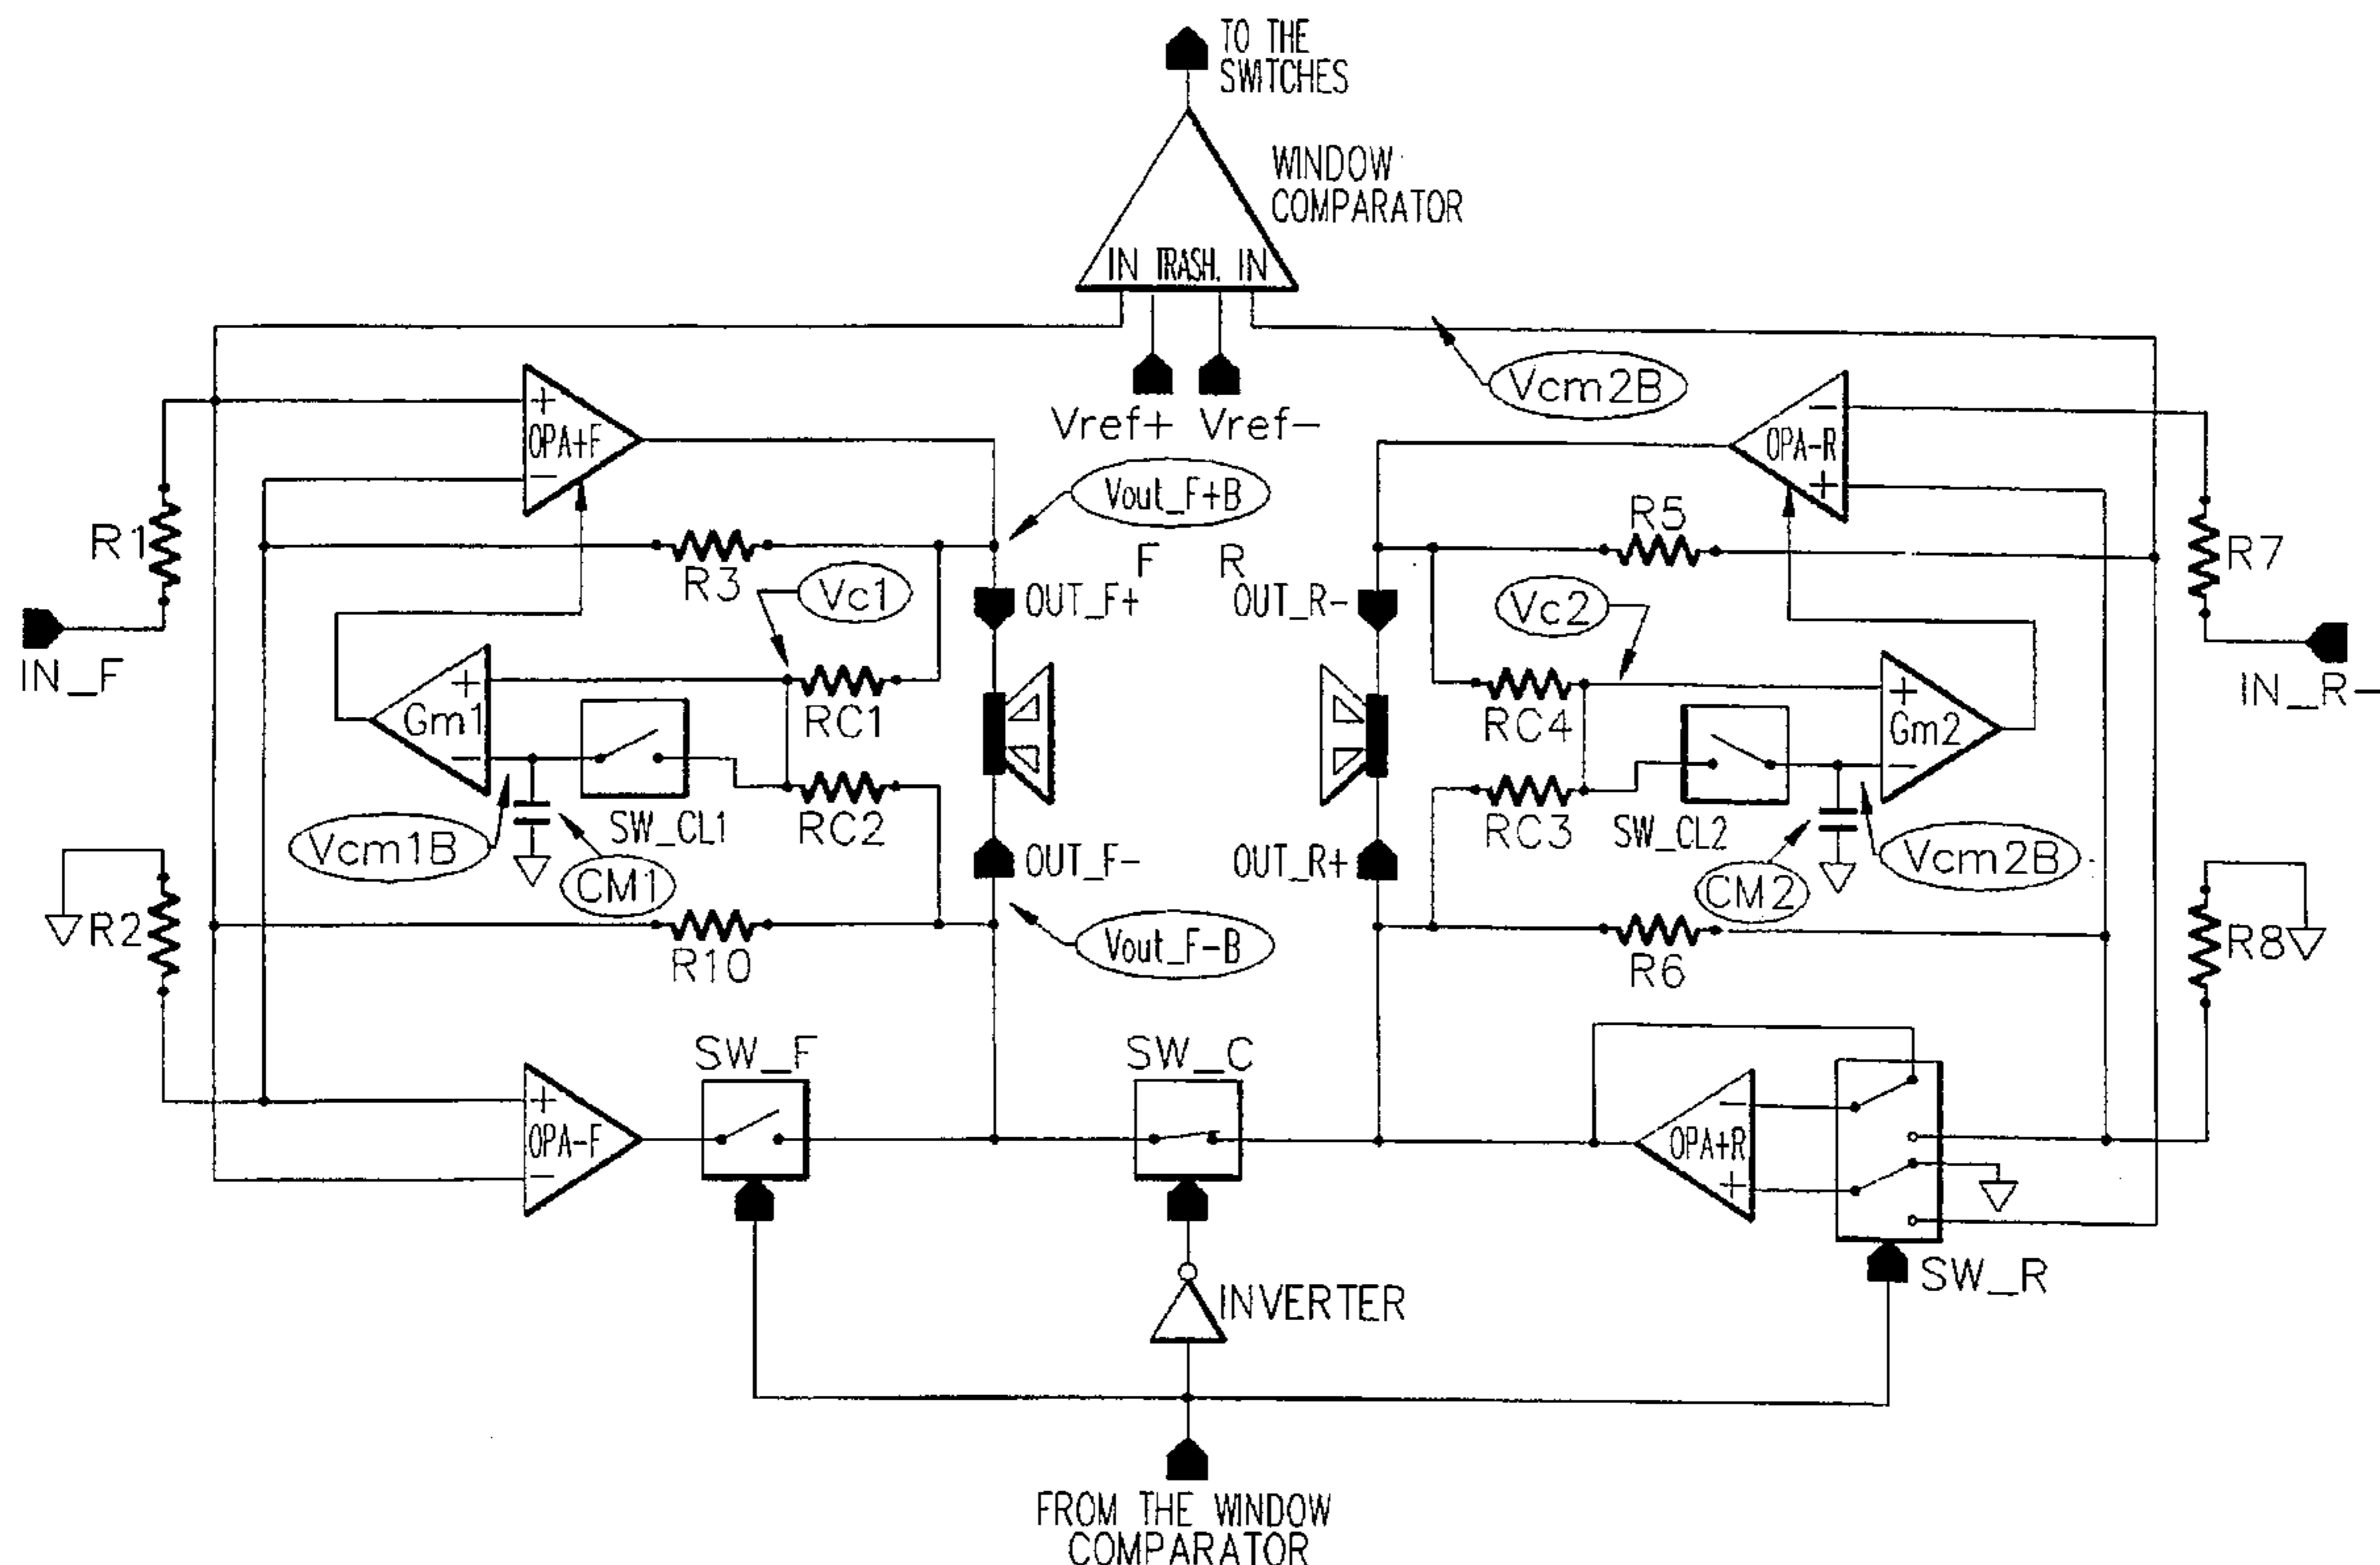 TO THE
SWITCHES
WINDOW
COMPARATOR
IN TRASH. IN
Vref+ Vref-
Vcm2B
+
OPA+F
-
-
OPA-R
+
Vout_F+B
R1
R3
F R
R5
R7
Vc1
OUT_F+
OUT_R-
Vc2
IN_F
IN_R-
+
Gm1
-
RC1
RC4
+
Gm2
-
SW_CL1
RC2
RC3
SW_CL2
Vcm1B
CM1
OUT_F-
OUT_R+
CM2
Vcm2B
R2
R10
Vout_F-B
R6
R8
SW_F
SW_C
+
OPA-F
-
-
OPA+R
+
INVERTER
SW_R
FROM THE WINDOW
COMPARATOR